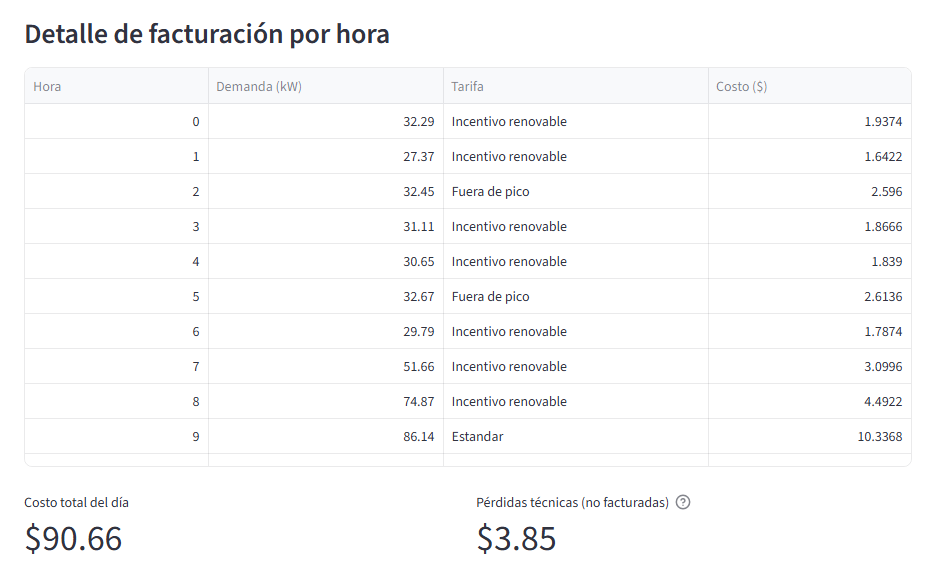 Detalle de facturación por hora
Hora Demanda (kW) Tarifa Costo ($)
0 32.29 Incentivo renovable 1.9374
1 27.37 Incentivo renovable 1.6422
2 32.45 Fuera de pico 2.596
3 31.11 Incentivo renovable 1.8666
4 30.65 Incentivo renovable 1.839
5 32.67 Fuera de pico 2.6136
6 29.79 Incentivo renovable 1.7874
7 51.66 Incentivo renovable 3.0996
8 74.87 Incentivo renovable 4.4922
9 86.14 Estandar 10.3368
Costo total del día Pérdidas técnicas (no facturadas) ?
$90.66 $3.85